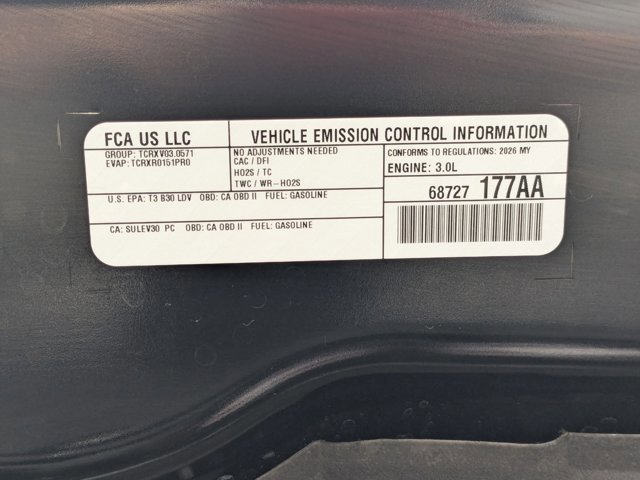 FCA US LLC
VEHICLE EMISSION CONTROL INFORMATION
GROUP: TCRXV03.0571
EVAP: TCRXR0151PR0
NO ADJUSTMENTS NEEDED
CAC / DFI
HO2S / TC
TWC / WR-HO2S
CONFORMS TO REGULATIONS: 2026 MY
ENGINE: 3.0L
U.S. EPA: T3 B30 LDV OBD: CA OBD II FUEL: GASOLINE
68727 177AA
CA: SULEV30 PC OBD: CA OBD II FUEL: GASOLINE